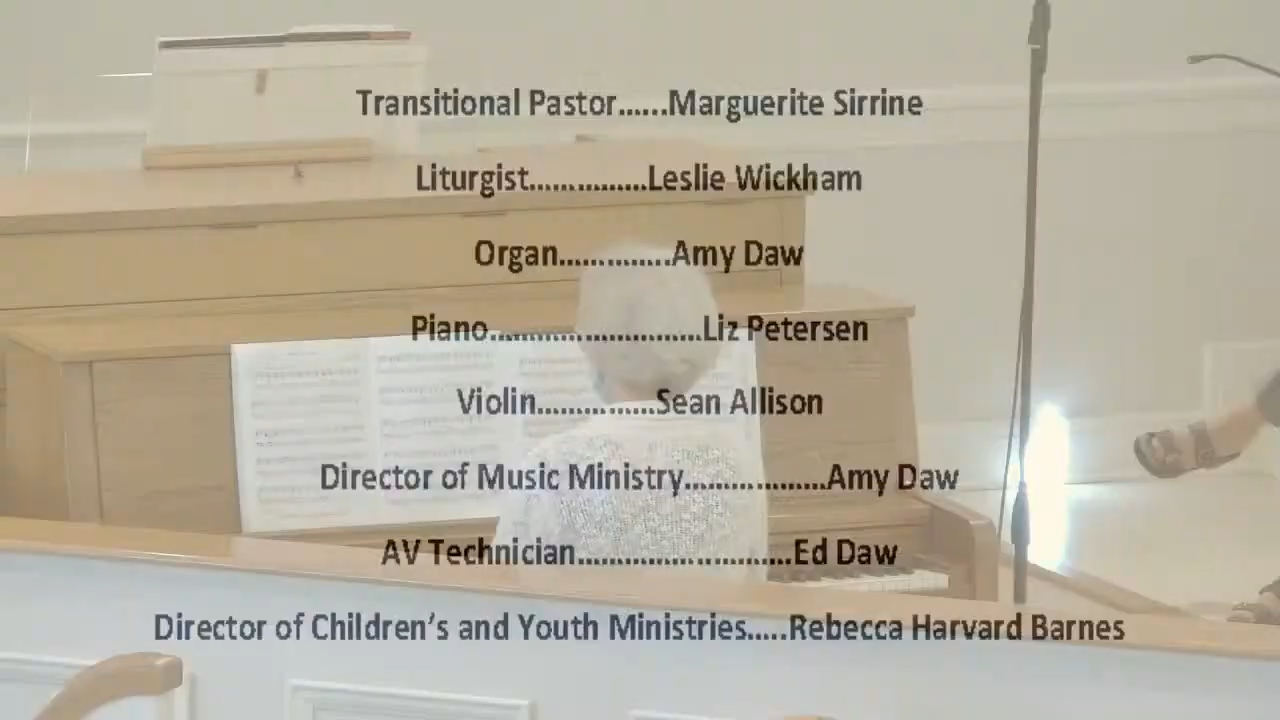 Transitional Pastor......Marguerite Sirrine
Liturgist..............Leslie Wickham
Organ..............Amy Daw
Piano.........................Liz Petersen
Violin..............Sean Allison
Director of Music Ministry.................Amy Daw
AV Technician.........................Ed Daw
Director of Children’s and Youth Ministries.....Rebecca Harvard Barnes